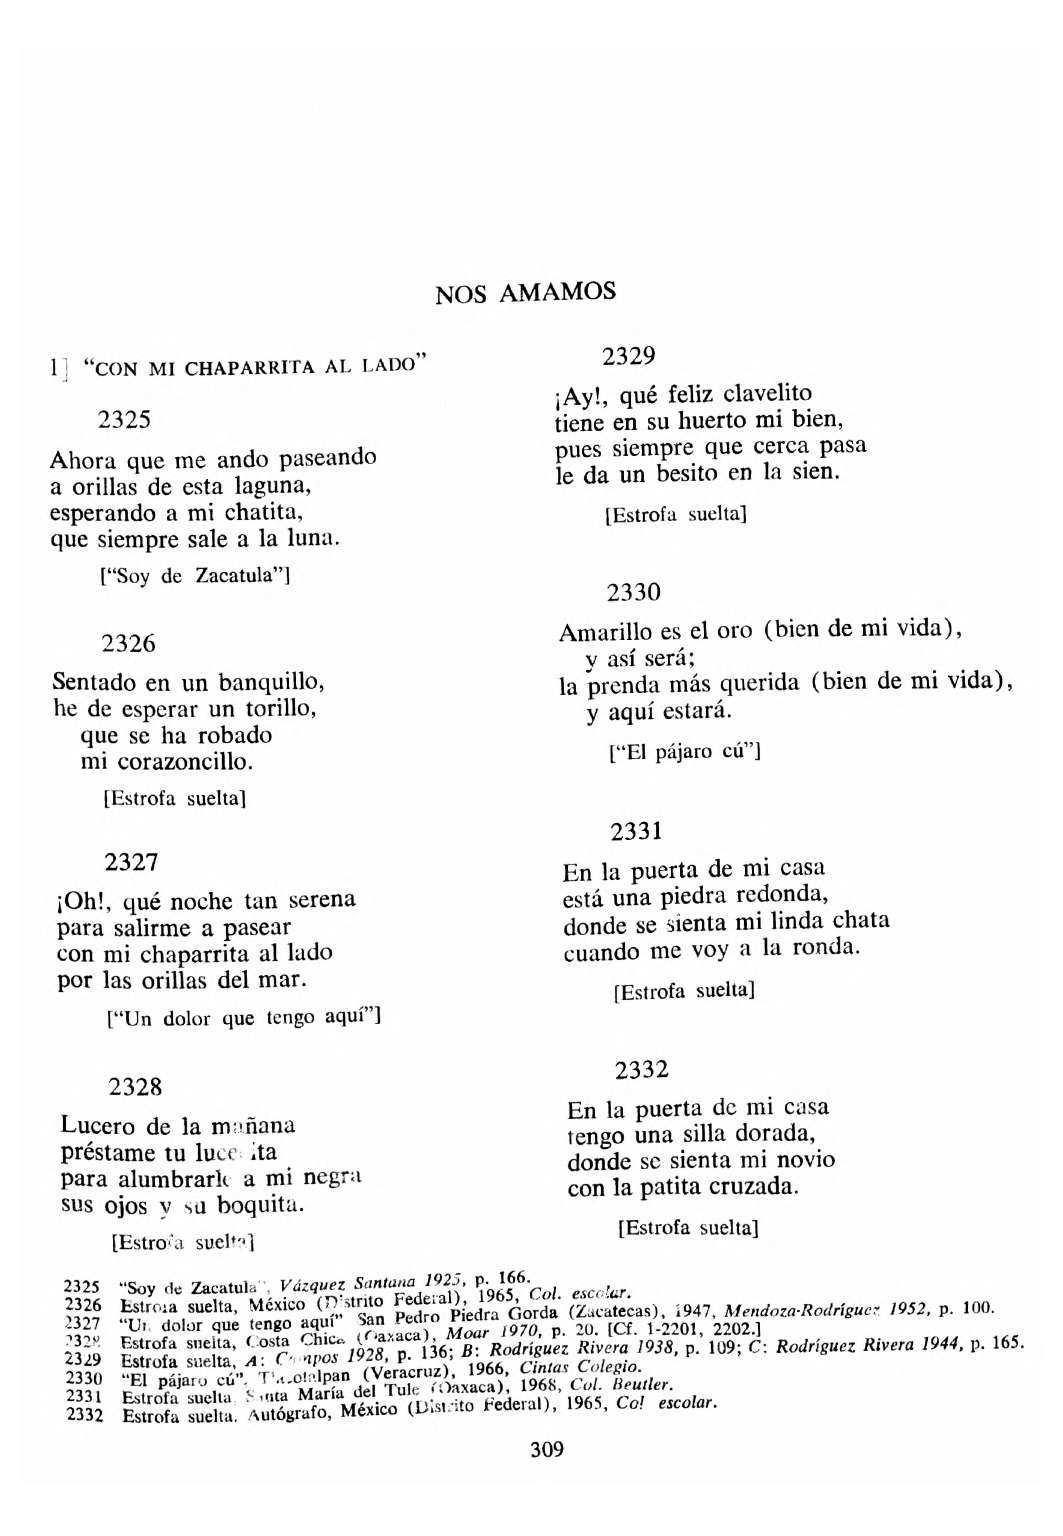 NOS AMAMOS
1] “CON MI CHAPARRITA AL LADO”
2325
Ahora que me ando paseando
a orillas de esta laguna,
esperando a mi chatita,
que siempre sale a la luna.
[“Soy de Zacatula”]
2326
Sentado en un banquillo,
he de esperar un torillo,
que se ha robado
mi corazoncillo.
[Estrofa suelta]
2327
¡Oh!, qué noche tan serena
para salirme a pasear
con mi chaparrita al lado
por las orillas del mar.
[“Un dolor que tengo aquí”]
2328
Lucero de la mañana
préstame tu lucecita
para alumbrarle a mi negra
sus ojos y su boquita.
[Estrofa suelta]
2329
¡Ay!, qué feliz clavelito
tiene en su huerto mi bien,
pues siempre que cerca pasa
le da un besito en la sien.
[Estrofa suelta]
2330
Amarillo es el oro (bien de mi vida),
y así será;
la prenda más querida (bien de mi vida),
y aquí estará.
[“El pájaro cú”]
2331
En la puerta de mi casa
está una piedra redonda,
donde se sienta mi linda chata
cuando me voy a la ronda.
[Estrofa suelta]
2332
En la puerta de mi casa
tengo una silla dorada,
donde se sienta mi novio
con la patita cruzada.
[Estrofa suelta]
2325 “Soy de Zacatula”, Vázquez Santana 1925, p. 166.
2326 Estrofa suelta, México (Distrito Federal), 1965, Col. escolar.
2327 “Un dolor que tengo aquí” San Pedro Piedra Gorda (Zacatecas), 1947, Mendoza-Rodríguez 1952, p. 100.
2328 Estrofa suelta, Costa Chica (Oaxaca), Moar 1970, p. 20. [Cf. 1-2201, 2202.]
2329 Estrofa suelta, A: Campos 1928, p. 136; B: Rodríguez Rivera 1938, p. 109; C: Rodríguez Rivera 1944, p. 165.
2330 “El pájaro cú”. Tlacotalpan (Veracruz), 1966, Cintas Colegio.
2331 Estrofa suelta, Santa María del Tule (Oaxaca), 1968, Col. Beutler.
2332 Estrofa suelta. Autógrafo, México (Distrito Federal), 1965, Col escolar.
309